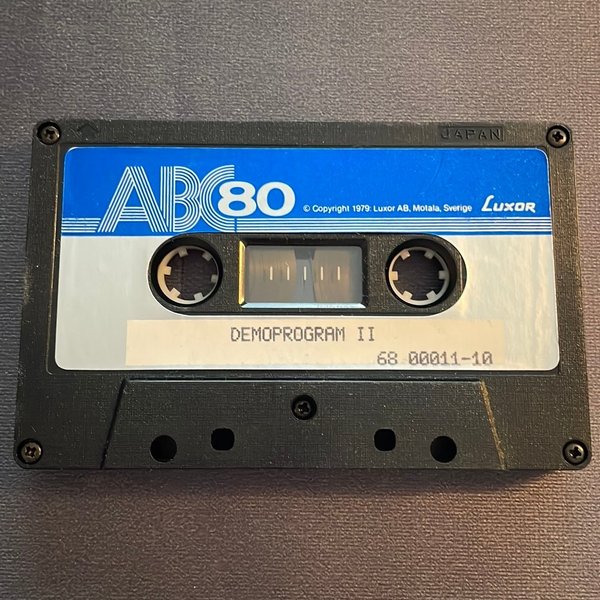 JAPAN
ABC80 © Copyright 1979: Luxor AB, Motala, Sverige LUXOR
DEMOPROGRAM II
68 00011-10